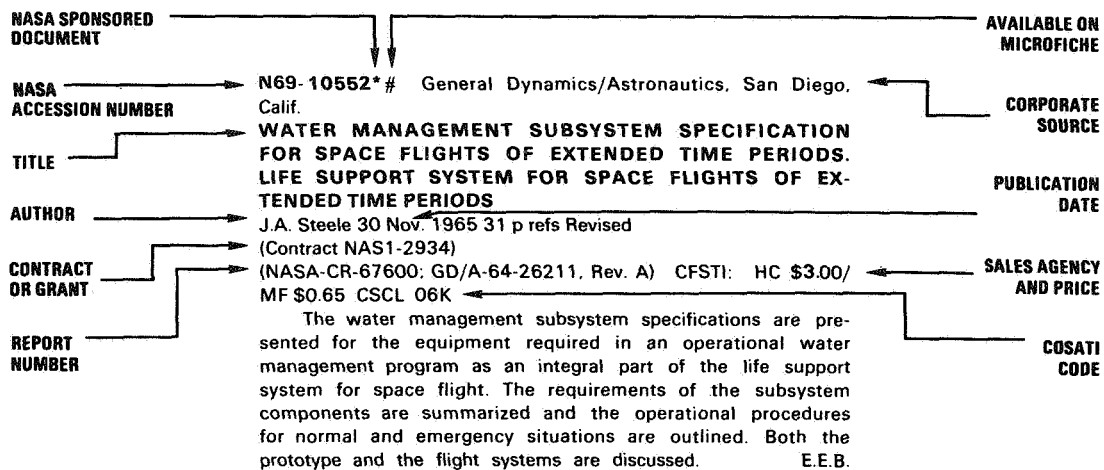 NASA SPONSORED
DOCUMENT
AVAILABLE ON
MICROFICHE
NASA
ACCESSION NUMBER
N69-10552*# General Dynamics/Astronautics, San Diego,
Calif.
CORPORATE
SOURCE
TITLE
WATER MANAGEMENT SUBSYSTEM SPECIFICATION
FOR SPACE FLIGHTS OF EXTENDED TIME PERIODS.
LIFE SUPPORT SYSTEM FOR SPACE FLIGHTS OF EX-
TENDED TIME PERIODS
PUBLICATION
DATE
AUTHOR
J.A. Steele 30 Nov. 1965 31 p refs Revised
CONTRACT
OR GRANT
(Contract NAS1-2934)
(NASA-CR-67600; GD/A-64-26211, Rev. A) CFSTI: HC $3.00/
MF $0.65 CSCL 06K
SALES AGENCY
AND PRICE
REPORT
NUMBER
COSATI
CODE
The water management subsystem specifications are pre-
sented for the equipment required in an operational water
management program as an integral part of the life support
system for space flight. The requirements of the subsystem
components are summarized and the operational procedures
for normal and emergency situations are outlined. Both the
prototype and the flight systems are discussed. E.E.B.